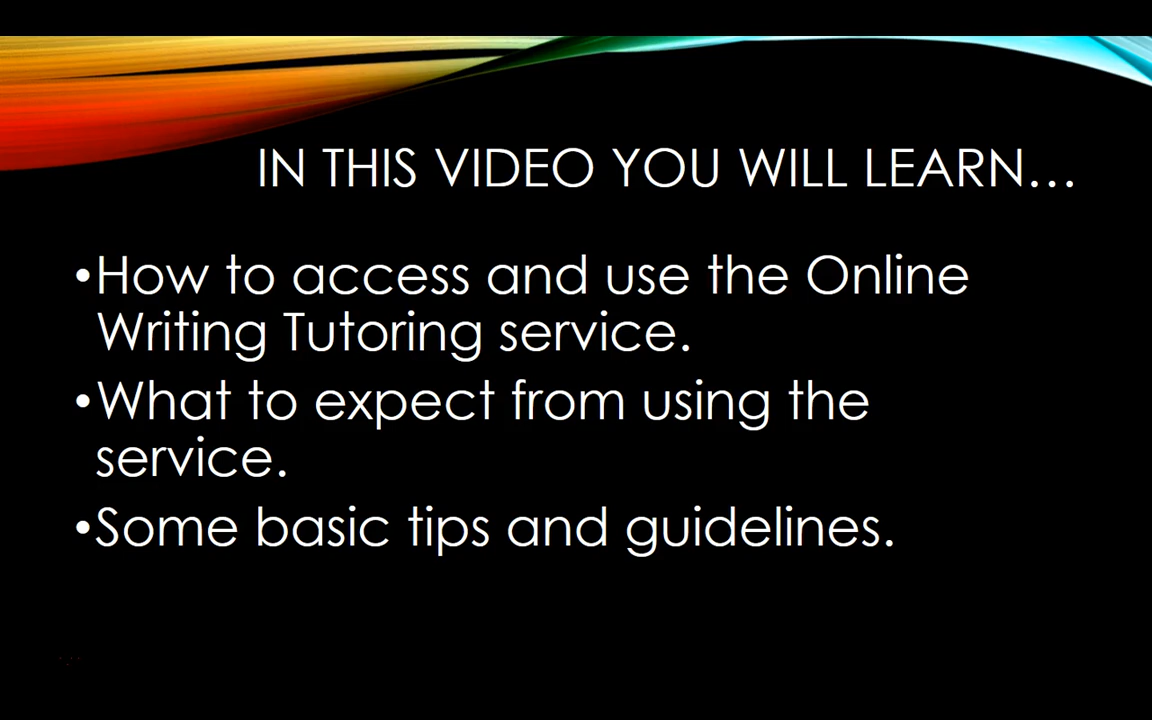 IN THIS VIDEO YOU WILL LEARN…
•How to access and use the Online
Writing Tutoring service.
•What to expect from using the
service.
•Some basic tips and guidelines.